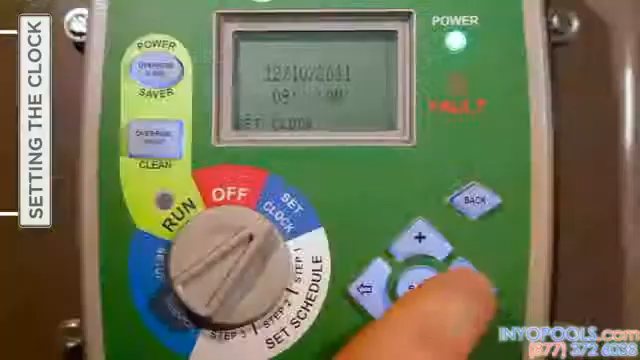 SETTING THE CLOCK
POWER
SAVER
CLEAN
POWER
FAULT
SET CLOCK
OFF
RUN
SET
CLOCK
STEP 1
STEP 2
STEP 3
SET SCHEDULE
BACK
+
INYOPOOLS.COM
(877) 372 6038